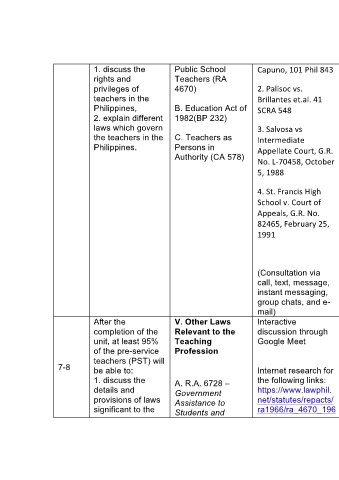 1. discuss the
rights and
privileges of
teachers in the
Philippines,
2. explain different
laws which govern
the teachers in the
Philippines.
Public School
Teachers (RA
4670)
B. Education Act of
1982(BP 232)
C. Teachers as
Persons in
Authority (CA 578)
Capuno, 101 Phil 843
2. Palisoc vs.
Brillantes et.al. 41
SCRA 548
3. Salvosa vs
Intermediate
Appellate Court, G.R.
No. L-70458, October
5, 1988
4. St. Francis High
School v. Court of
Appeals, G.R. No.
82465, February 25,
1991
(Consultation via
call, text, message,
instant messaging,
group chats, and e-
mail)
7-8
After the
completion of the
unit, at least 95%
of the pre-service
teachers (PST) will
be able to:
1. discuss the
details and
provisions of laws
significant to the
V. Other Laws
Relevant to the
Teaching
Profession
A. R.A. 6728 –
Government
Assistance to
Students and
Interactive
discussion through
Google Meet
Internet research for
the following links:
https://www.lawphil.
net/statutes/repacts/
ra1966/ra_4670_196